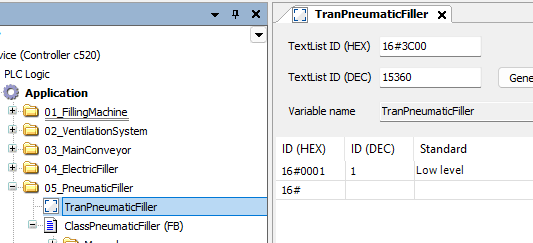 TranPneumaticFiller
TextList ID (HEX) 16#3C00
vice (Controller c520)
TextList ID (DEC) 15360 Gene
PLC Logic
Application
Variable name TranPneumaticFiller
01_FillingMachine
02_VentilationSystem
ID (HEX) ID (DEC) Standard
03_MainConveyor
16#0001 1 Low level
04_ElectricFiller
16#
05_PneumaticFiller
TranPneumaticFiller
ClassPneumaticFiller (FB)